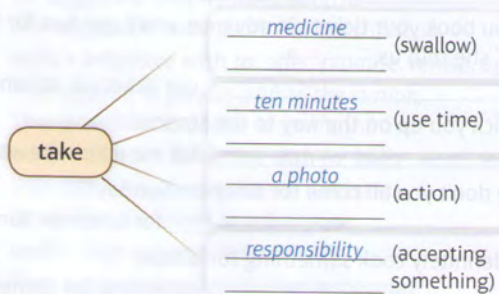 medicine
(swallow)
ten minutes
(use time)
take
a photo
(action)
responsibility
(accepting
something)